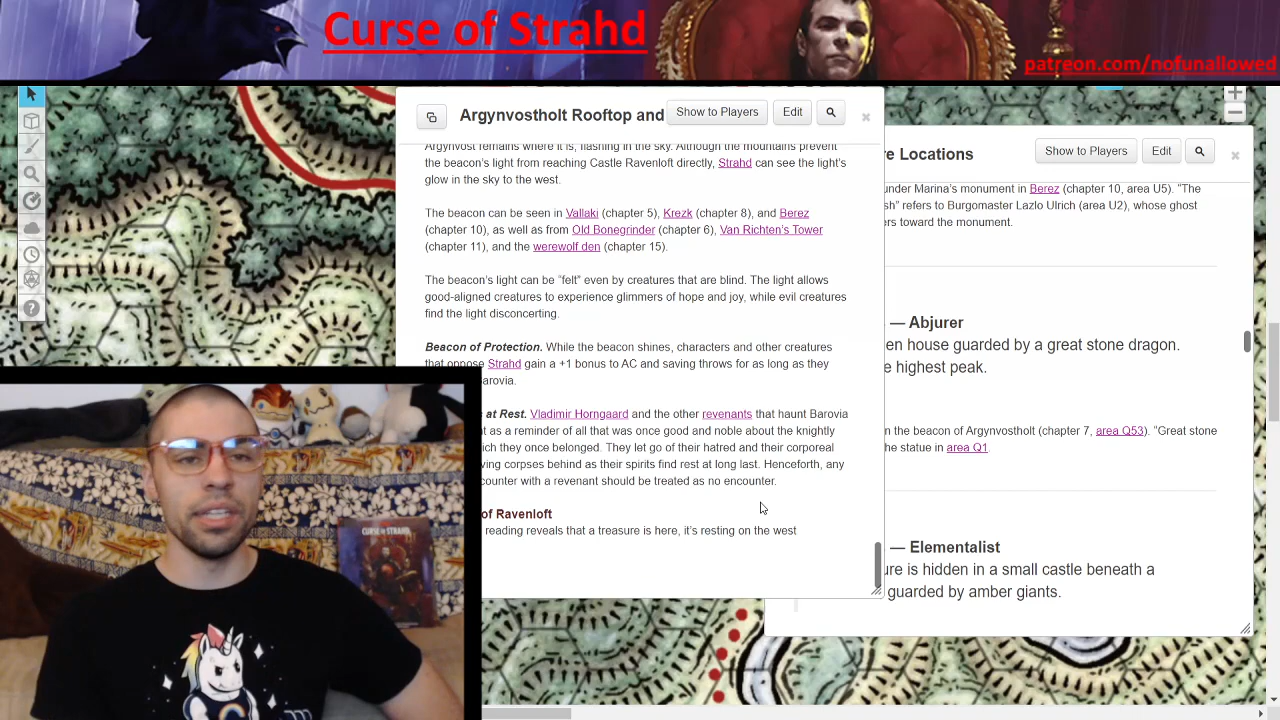 Curse of Strahd
patreon.com/nofunallowed
Argynvostholt Rooftop and
Show to Players
Edit
Argynvost remains where it is, flashing in the sky. Although the mountains prevent
the beacon's light from reaching Castle Ravenloft directly, Strahd can see the light's
glow in the sky to the west.
The beacon can be seen in Vallaki (chapter 5), Krezk (chapter 8), and Berez
(chapter 10), as well as from Old Bonegrinder (chapter 6), Van Richten's Tower
(chapter 11), and the werewolf den (chapter 15).
The beacon's light can be "felt" even by creatures that are blind. The light allows
good-aligned creatures to experience glimmers of hope and joy, while evil creatures
find the light disconcerting.
Beacon of Protection. While the beacon shines, characters and other creatures
that oppose Strahd gain a +1 bonus to AC and saving throws for as long as they
arovia.
at Rest. Vladimir Horngaard and the other revenants that haunt Barovia
t as a reminder of all that was once good and noble about the knightly
ich they once belonged. They let go of their hatred and their corporeal
ving corpses behind as their spirits find rest at long last. Henceforth, any
counter with a revenant should be treated as no encounter.
of Ravenloft
reading reveals that a treasure is here, it's resting on the west
re Locations
Show to Players
Edit
under Marina's monument in Berez (chapter 10, area U5). "The
sh" refers to Burgomaster Lazlo Ulrich (area U2), whose ghost
ers toward the monument.
— Abjurer
en house guarded by a great stone dragon.
e highest peak.
n the beacon of Argynvostholt (chapter 7, area Q53). "Great stone
the statue in area Q1.
— Elementalist
ure is hidden in a small castle beneath a
guarded by amber giants.
CURSE OF STRAHD